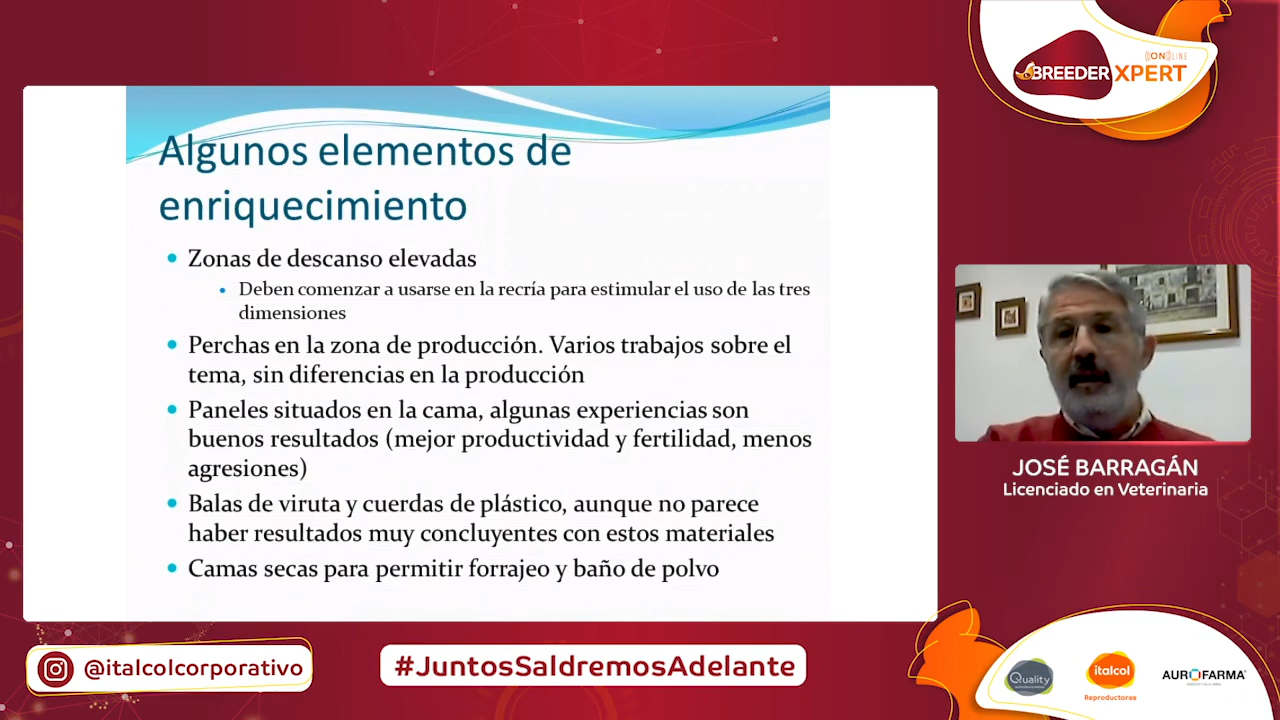 Algunos elementos de
enriquecimiento
Zonas de descanso elevadas
Deben comenzar a usarse en la recría para estimular el uso de las tres
dimensiones
Perchas en la zona de producción. Varios trabajos sobre el
tema, sin diferencias en la producción
Paneles situados en la cama, algunas experiencias son
buenos resultados (mejor productividad y fertilidad, menos
agresiones)
Balas de viruta y cuerdas de plástico, aunque no parece
haber resultados muy concluyentes con estos materiales
Camas secas para permitir forrajeo y baño de polvo
ONLINE
BREEDER XPERT
JOSÉ BARRAGÁN
Licenciado en Veterinaria
@italcolcorporativo
#JuntosSaldremosAdelante
Quality
italcol
Reproductoras
AUROFARMA